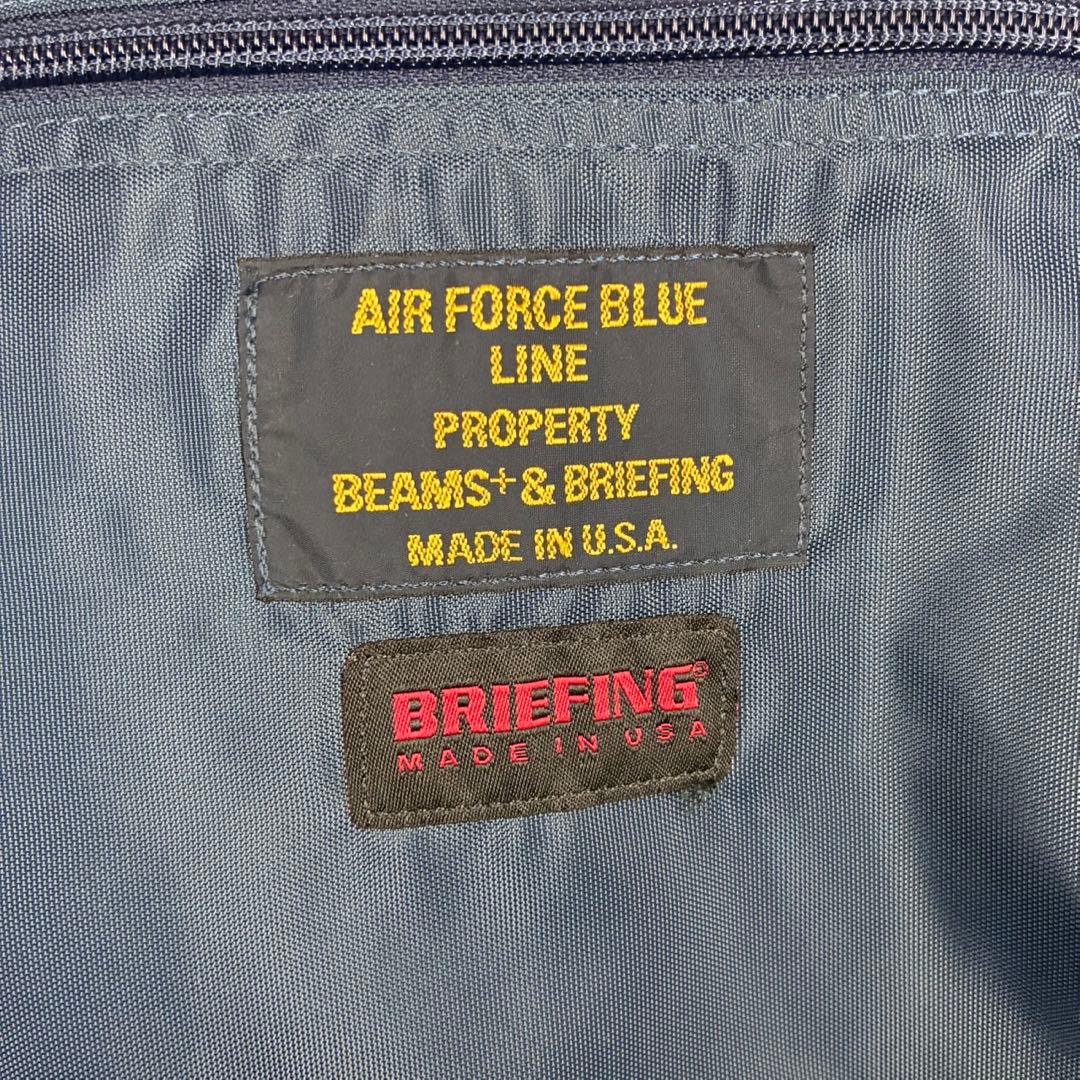 AIR FORCE BLUE
LINE
PROPERTY
BEAMS+ & BRIEFING
MADE IN U.S.A.
BRIEFING®
MADE IN USA